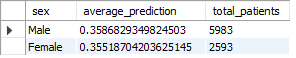 sex average_prediction total_patients
Male 0.3586829349824503 5983
Female 0.35518704203625145 2593